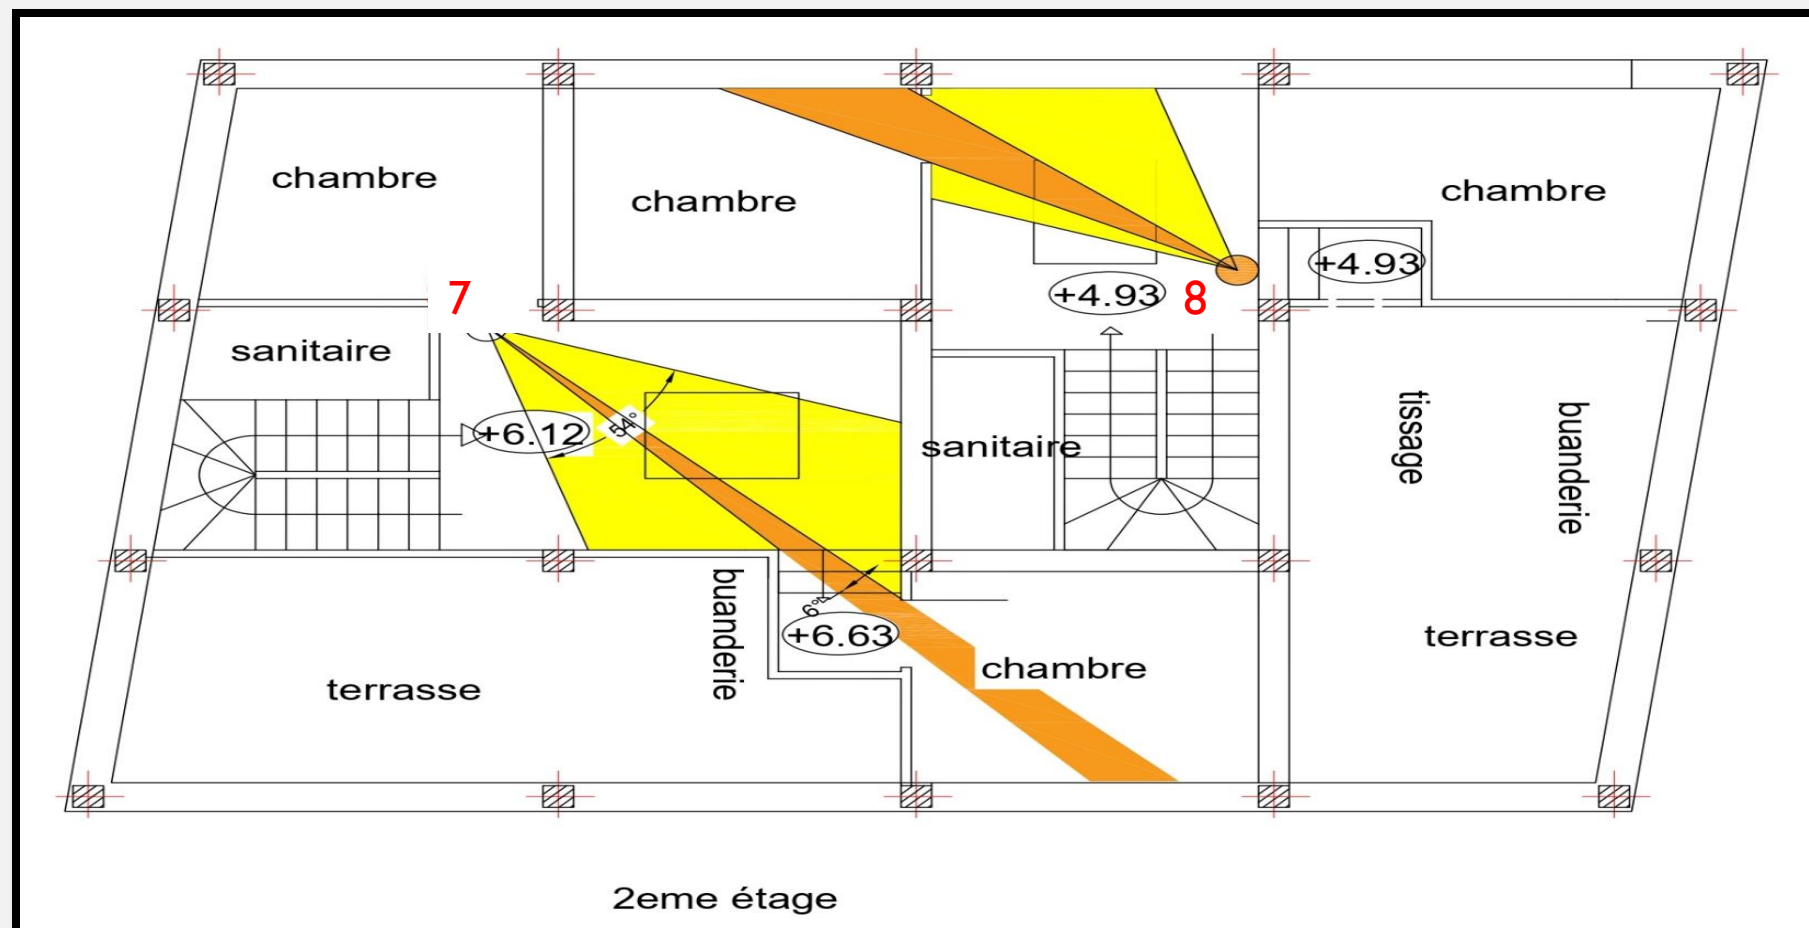 chambre
chambre
chambre
+4.93
+4.93
8
7
sanitaire
54°
+6.12
sanitaire
tissage
buanderie
buanderie
6°
+6.63
chambre
terrasse
terrasse
2eme étage